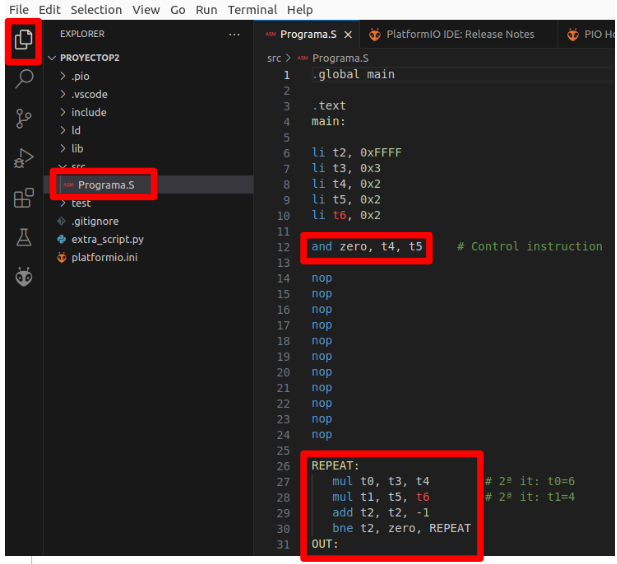 File Edit Selection View Go Run Terminal Help
EXPLORER ...
PROYECTOP2
.pio
.vscode
include
ld
lib
src
ASM Programa.S
test
.gitignore
extra_script.py
platformio.ini
ASM Programa.S × PlatformIO IDE: Release Notes PIO Ho
src > ASM Programa.S
1 .global main
2
3 .text
4 main:
5
6 li t2, 0xFFFF
7 li t3, 0x3
8 li t4, 0x2
9 li t5, 0x2
10 li t6, 0x2
11
12 and zero, t4, t5 # Control instruction
13
14 nop
15 nop
16 nop
17 nop
18 nop
19 nop
20 nop
21 nop
22 nop
23 nop
24 nop
25
26 REPEAT:
27 mul t0, t3, t4 # 2ª it: t0=6
28 mul t1, t5, t6 # 2ª it: t1=4
29 add t2, t2, -1
30 bne t2, zero, REPEAT
31 OUT: